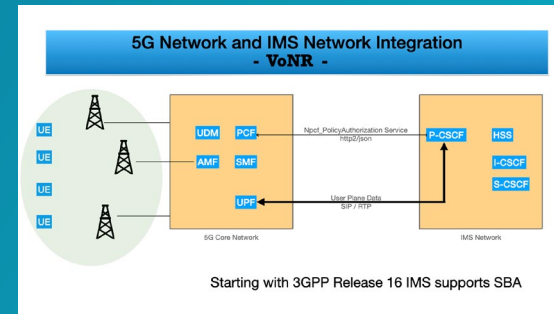 5G Network and IMS Network Integration
- VoNR -
UE
UE
UE
UE
UDM
PCF
AMF
SMF
UPF
5G Core Network
Npcf_PolicyAuthorization Service
http2/json
User Plane Data
SIP / RTP
P-CSCF
HSS
I-CSCF
S-CSCF
IMS Network
Starting with 3GPP Release 16 IMS supports SBA